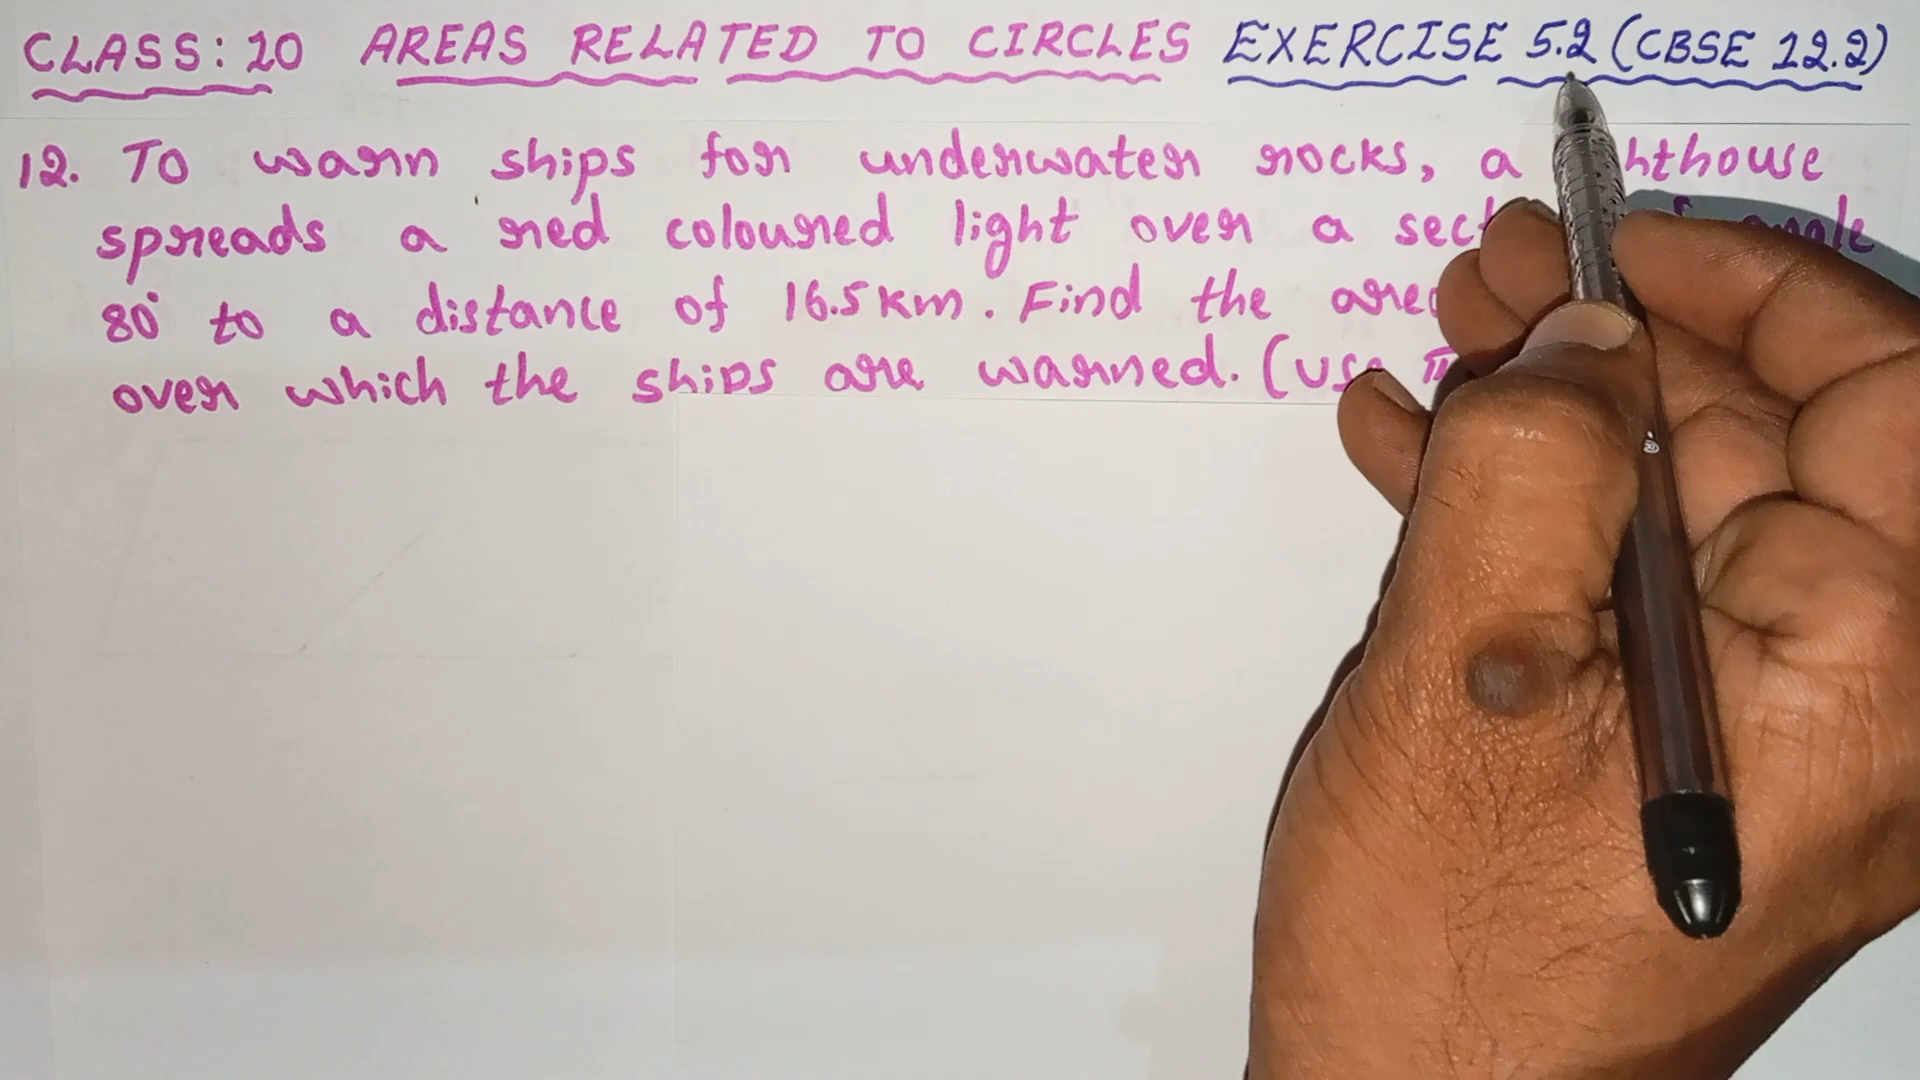 CLASS: 10 AREAS RELATED TO CIRCLES EXERCISE 5.2 (CBSE 12.2)
12. To warn ships for underwater rocks, a
spreads a red coloured light over a angle
80° to a distance of 16.5 km. Find the
over which the ships are warned. (Use π